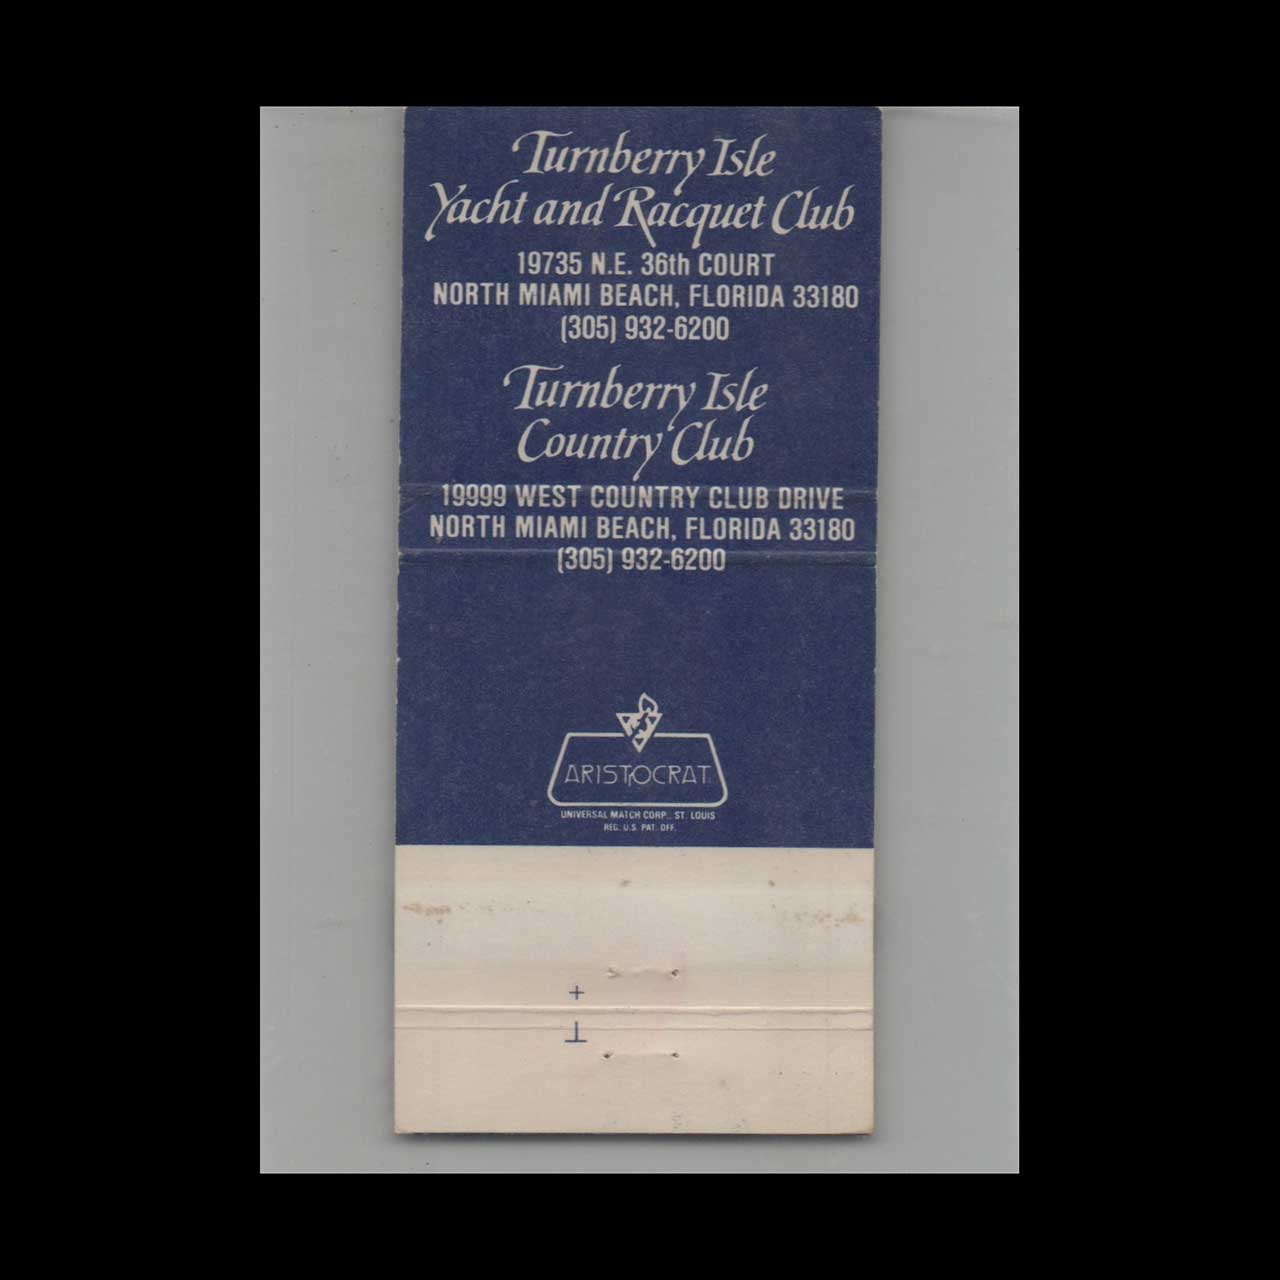 Turnberry Isle
Yacht and Racquet Club
19735 N.E. 36th COURT
NORTH MIAMI BEACH, FLORIDA 33180
(305) 932-6200
Turnberry Isle
Country Club
19999 WEST COUNTRY CLUB DRIVE
NORTH MIAMI BEACH, FLORIDA 33180
(305) 932-6200
ARISTOCRAT
UNIVERSAL MATCH CORP., ST. LOUIS
REG. U.S. PAT. OFF.